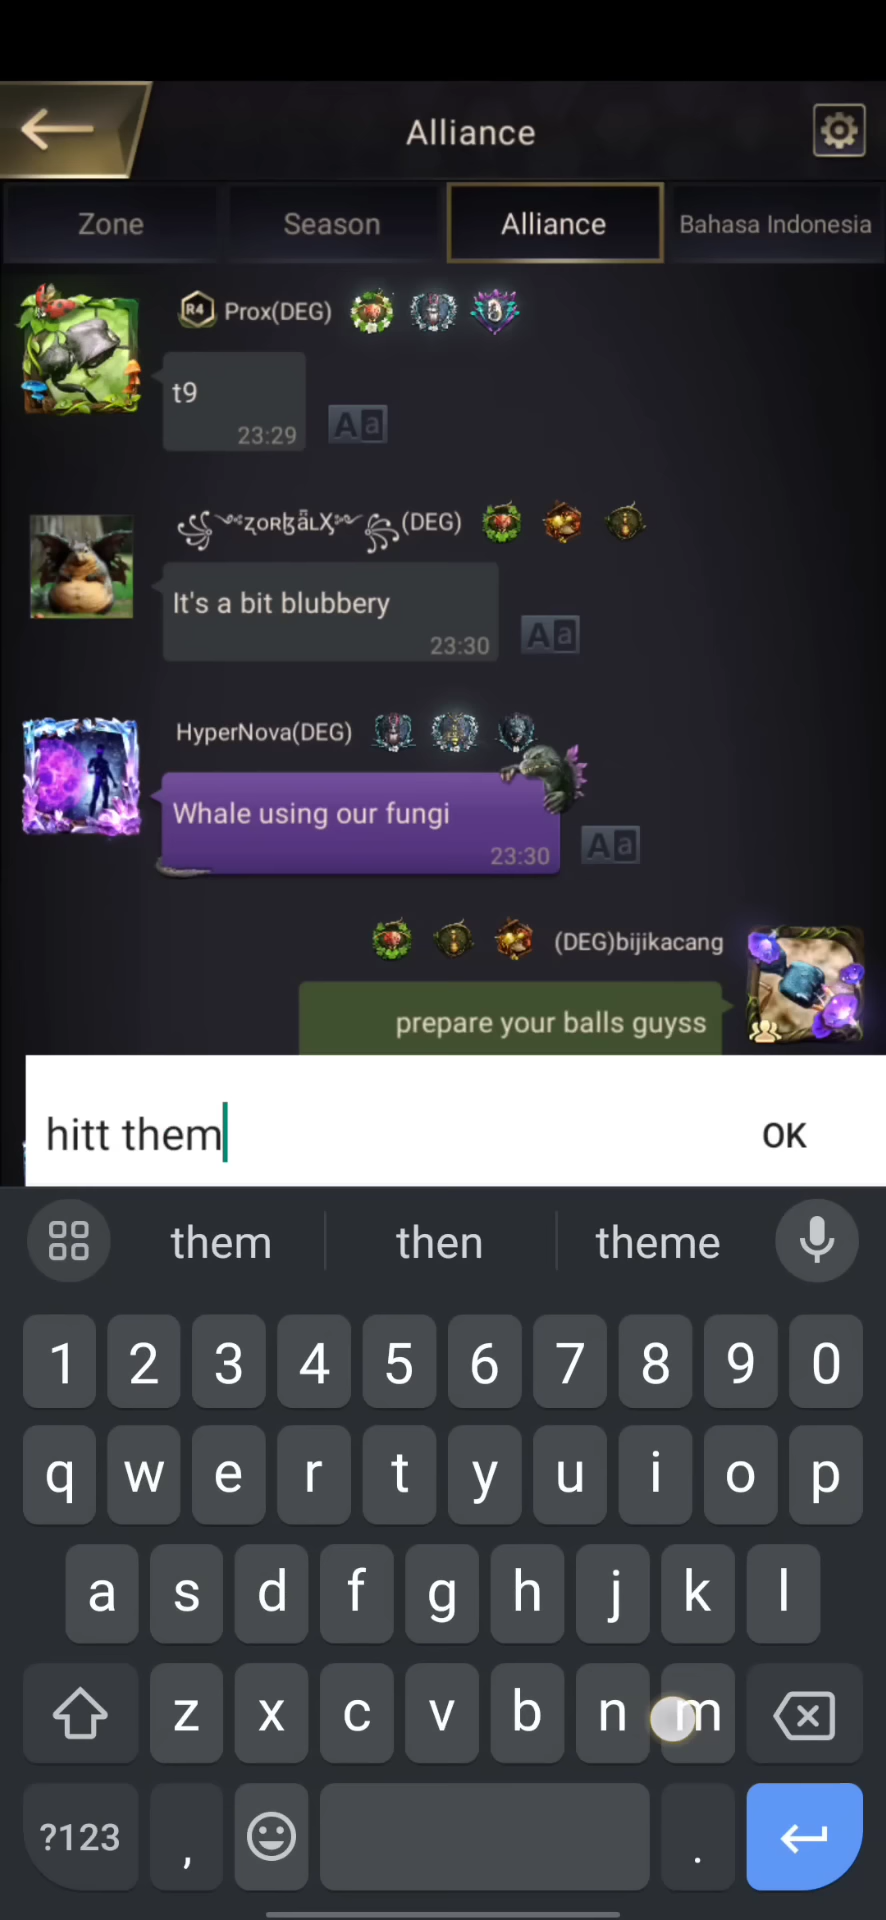 Alliance
Zone
Season
Alliance
Bahasa Indonesia
R4 Prox(DEG)
t9
23:29
Aa
(DEG)
It's a bit blubbery
23:30
Aa
HyperNova(DEG)
Whale using our fungi
23:30
Aa
(DEG)bijikacang
prepare your balls guyss
hitt them
OK
them
then
theme
1 2 3 4 5 6 7 8 9 0
q w e r t y u i o p
a s d f g h j k l
z x c v b n m
?123 , .